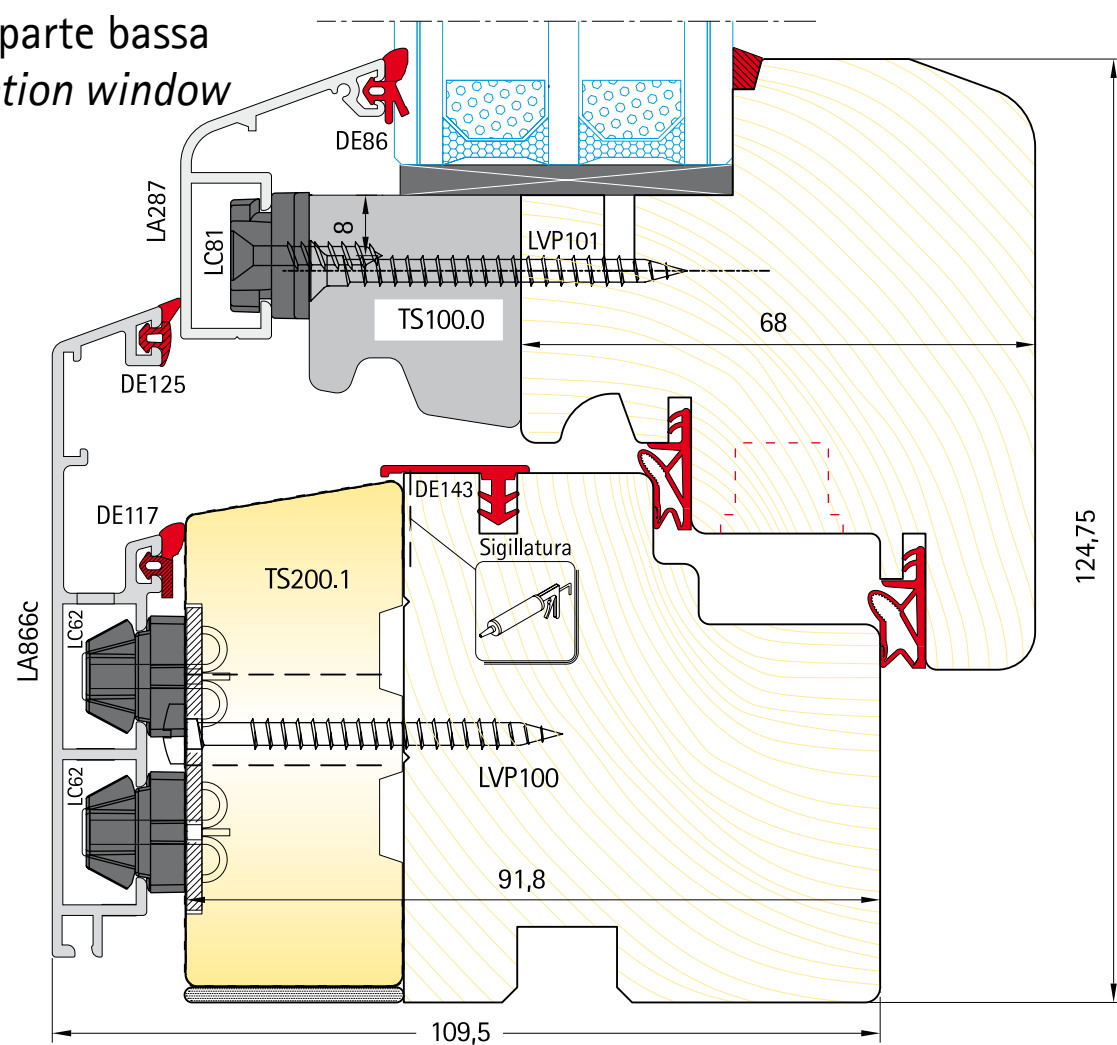 parte bassa
tion window
DE86
LA287
LC81
8
LVP101
TS100.0
68
DE125
DE143
DE117
Sigillatura
TS200.1
124,75
LC62
LA866c
LVP100
LC62
91,8
109,5